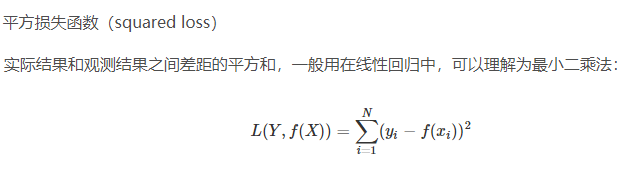 平方损失函数（squared loss）
实际结果和观测结果之间差距的平方和，一般用在线性回归中，可以理解为最小二乘法：
L(Y, f(X)) = \sum_{i=1}^{N} (y_i − f(x_i))^2